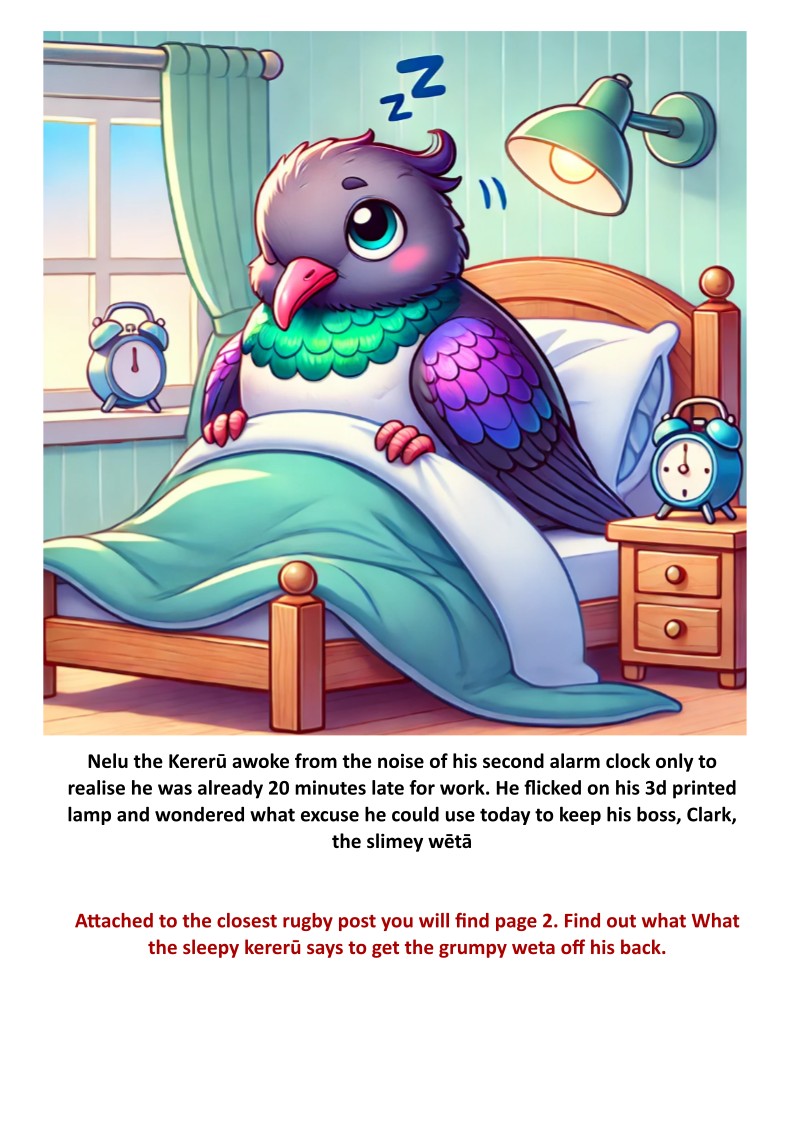 z
Z
Nelu the Kererū awoke from the noise of his second alarm clock only to
realise he was already 20 minutes late for work. He flicked on his 3d printed
lamp and wondered what excuse he could use today to keep his boss, Clark,
the slimey wētā
Attached to the closest rugby post you will find page 2. Find out what What
the sleepy kererū says to get the grumpy weta off his back.